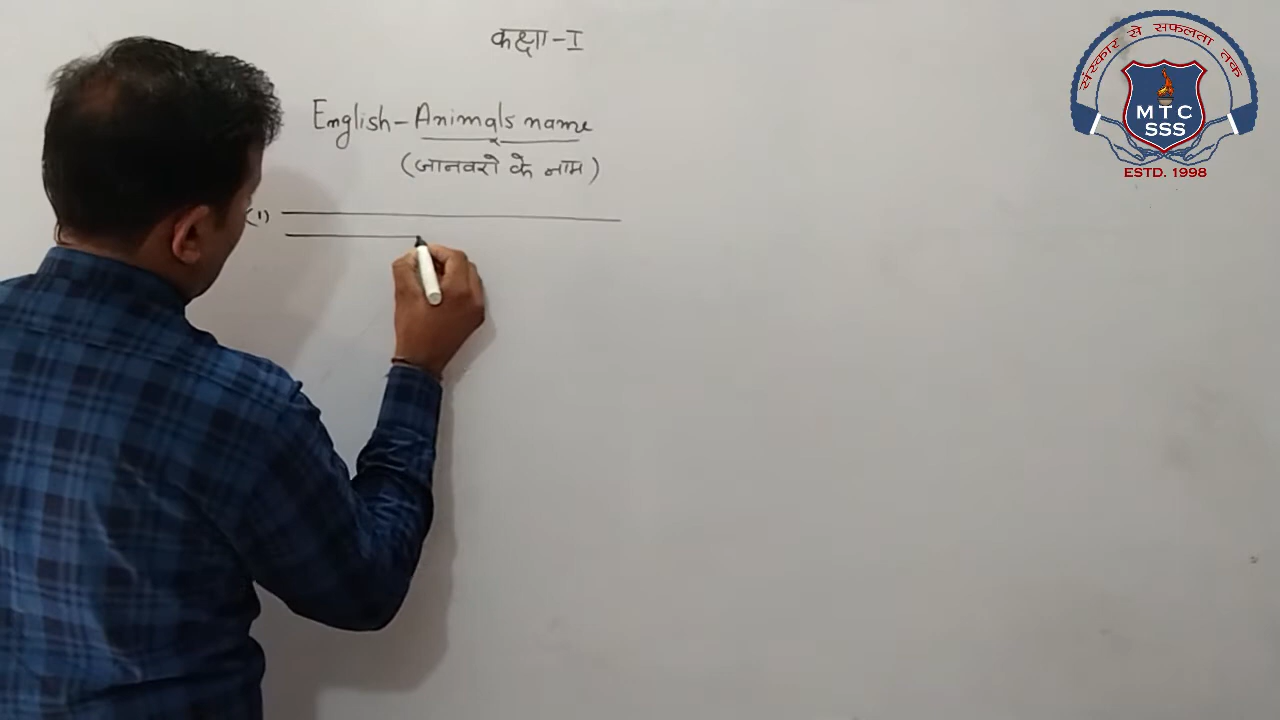 कक्षा-I
English-Animals name
(जानवरो के नाम)
(1)
संस्कार से सफलता तक
MTC
SSS
ESTD. 1998